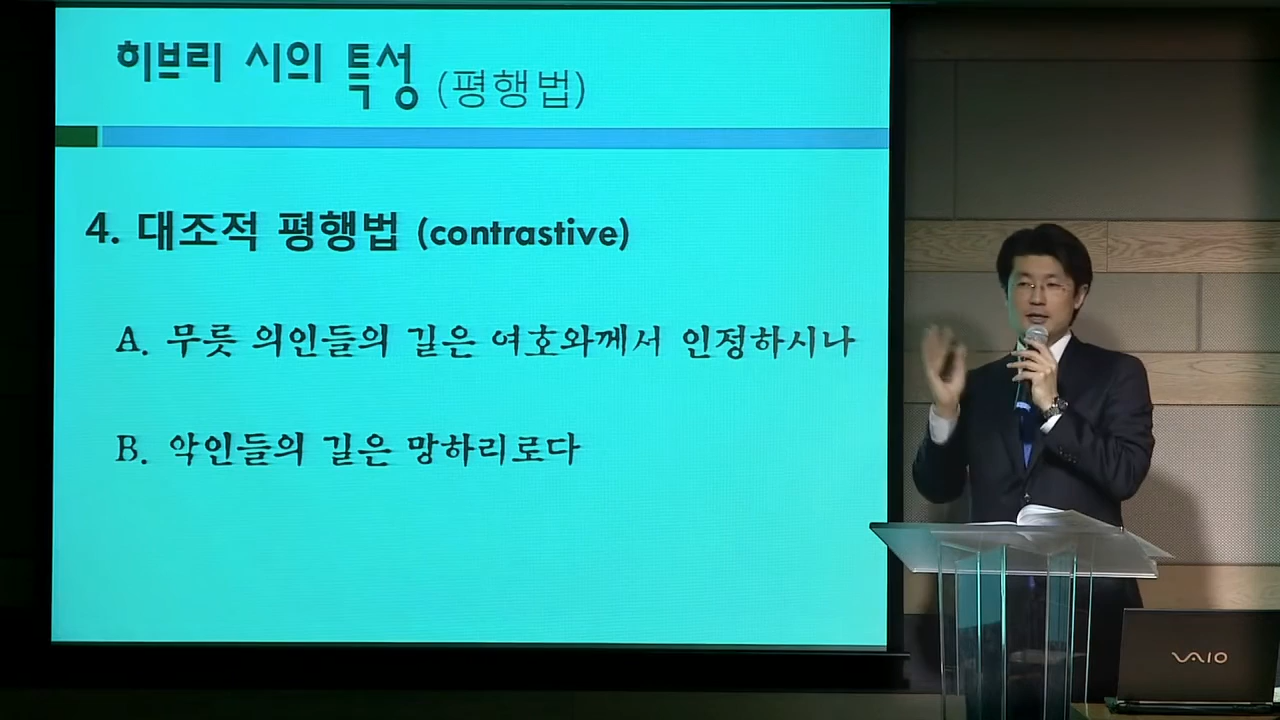 히브리 시의 특성 (평행법)
4. 대조적 평행법 (contrastive)
A. 무릇 의인들의 길은 여호와께서 인정하시나
B. 악인들의 길은 망하리로다
VAIO